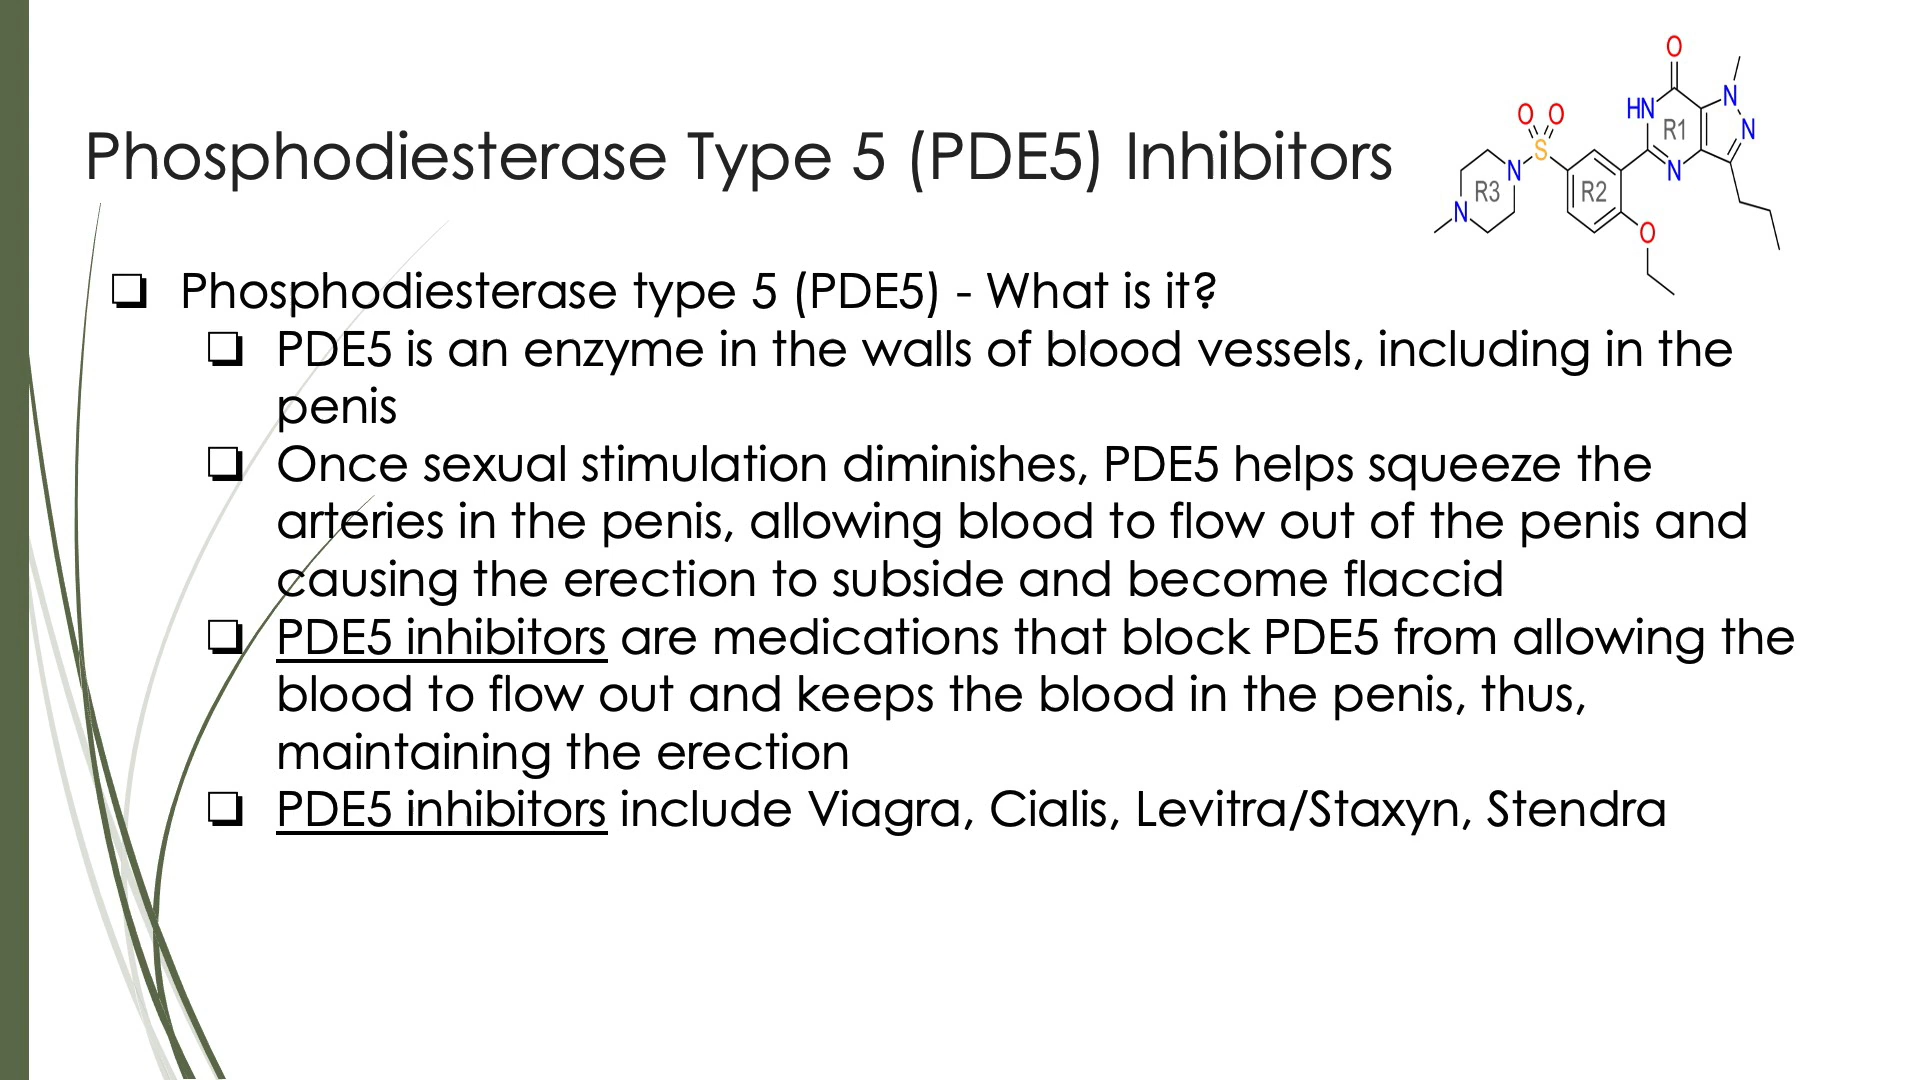 Phosphodiesterase Type 5 (PDE5) Inhibitors
O
N
HN
R1
N
O O
S
N
N
R3
R2
N
O
❏ Phosphodiesterase type 5 (PDE5) - What is it?
❏ PDE5 is an enzyme in the walls of blood vessels, including in the
penis
❏ Once sexual stimulation diminishes, PDE5 helps squeeze the
arteries in the penis, allowing blood to flow out of the penis and
causing the erection to subside and become flaccid
❏ PDE5 inhibitors are medications that block PDE5 from allowing the
blood to flow out and keeps the blood in the penis, thus,
maintaining the erection
❏ PDE5 inhibitors include Viagra, Cialis, Levitra/Staxyn, Stendra